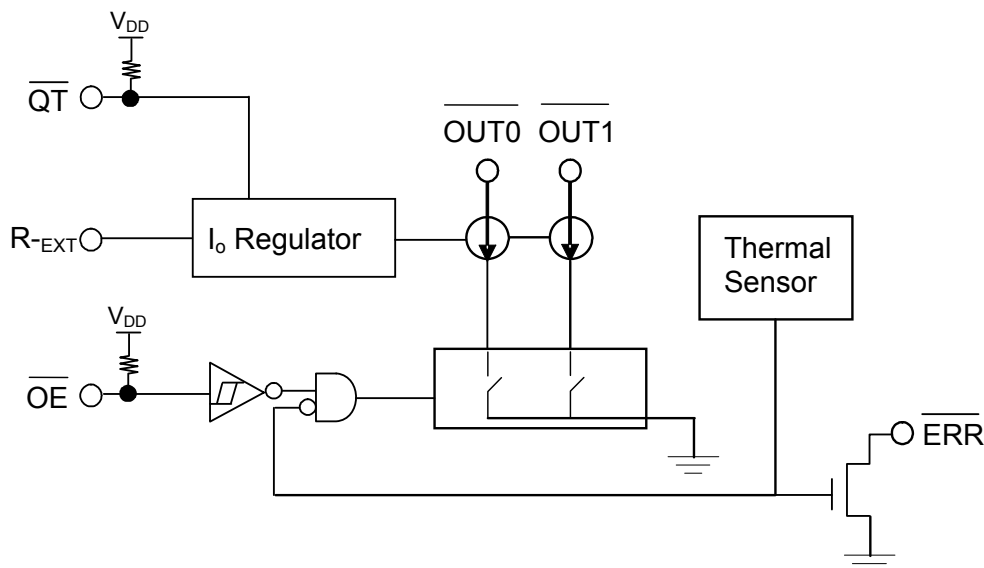 VDD
QT
OUT0 OUT1
R-EXT
Io Regulator
Thermal
Sensor
VDD
OE
ERR